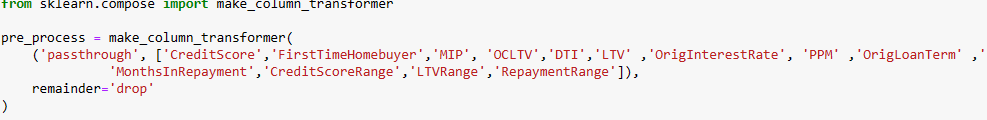 from sklearn.compose import make_column_transformer
pre_process = make_column_transformer(
    ('passthrough', ['CreditScore','FirstTimeHomebuyer','MIP', 'OCLTV','DTI','LTV' ,'OrigInterestRate', 'PPM' ,'OrigLoanTerm' ,'
              'MonthsInRepayment','CreditScoreRange','LTVRange','RepaymentRange']),
    remainder='drop'
)